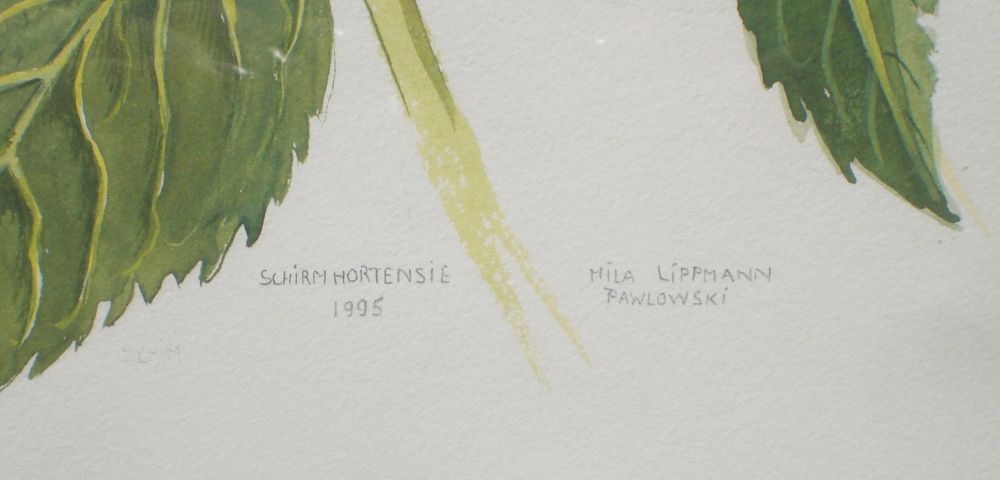 SCHiRMHORTENSiE
1995
MiLA LiPPMANN
PAWLOWSKi